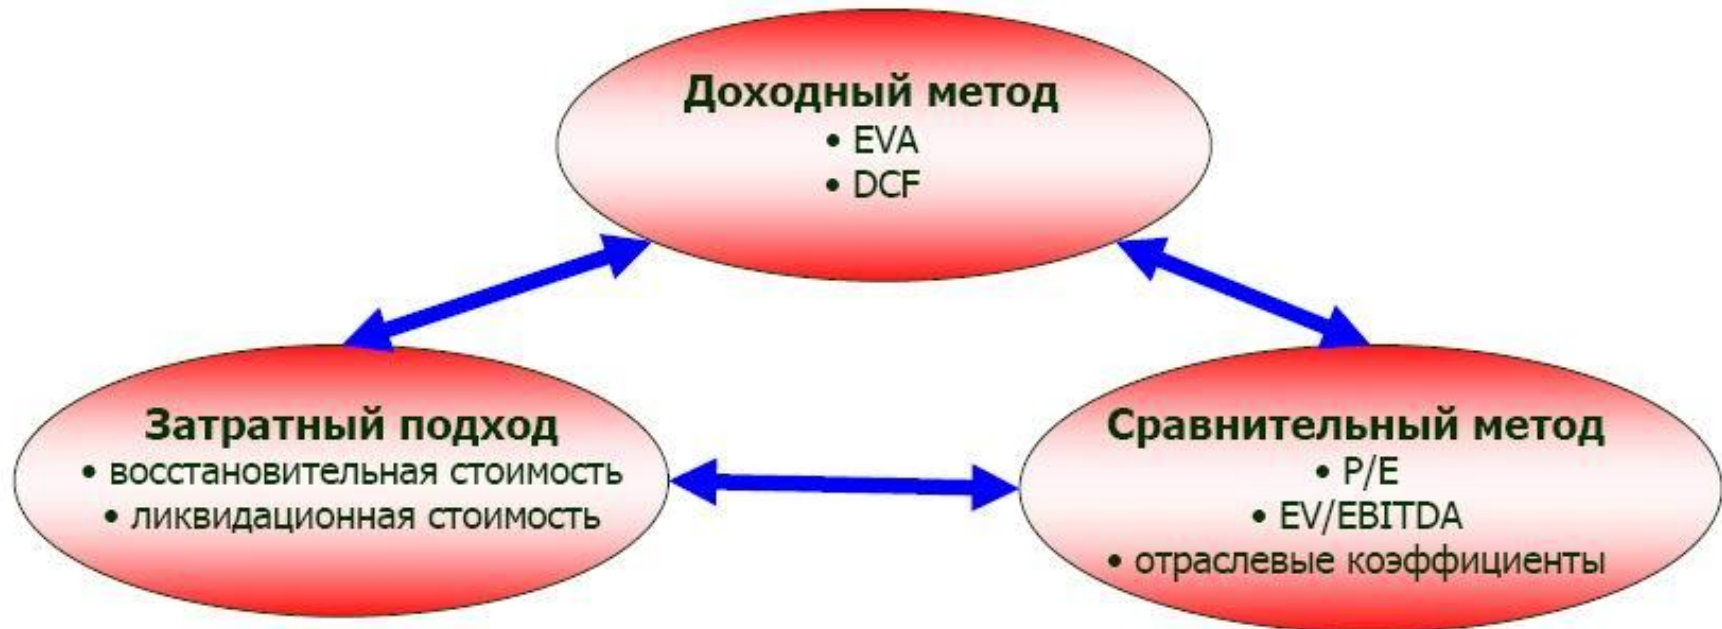 Доходный метод
• EVA
• DCF
Затратный подход
• восстановительная стоимость
• ликвидационная стоимость
Сравнительный метод
• P/E
• EV/EBITDA
• отраслевые коэффициенты